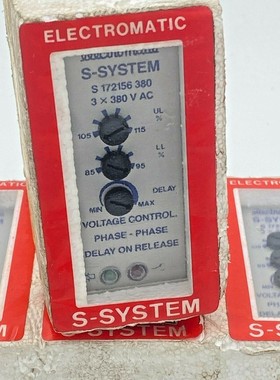 ELECTROMATIC
electromatic
S-SYSTEM
S 172156 380
3 × 380 V AC
UL
%
105 115
LL
%
85 95
DELAY
MIN MAX
VOLTAGE CONTROL.
PHASE - PHASE
DELAY ON RELEASE
S-SYSTEM